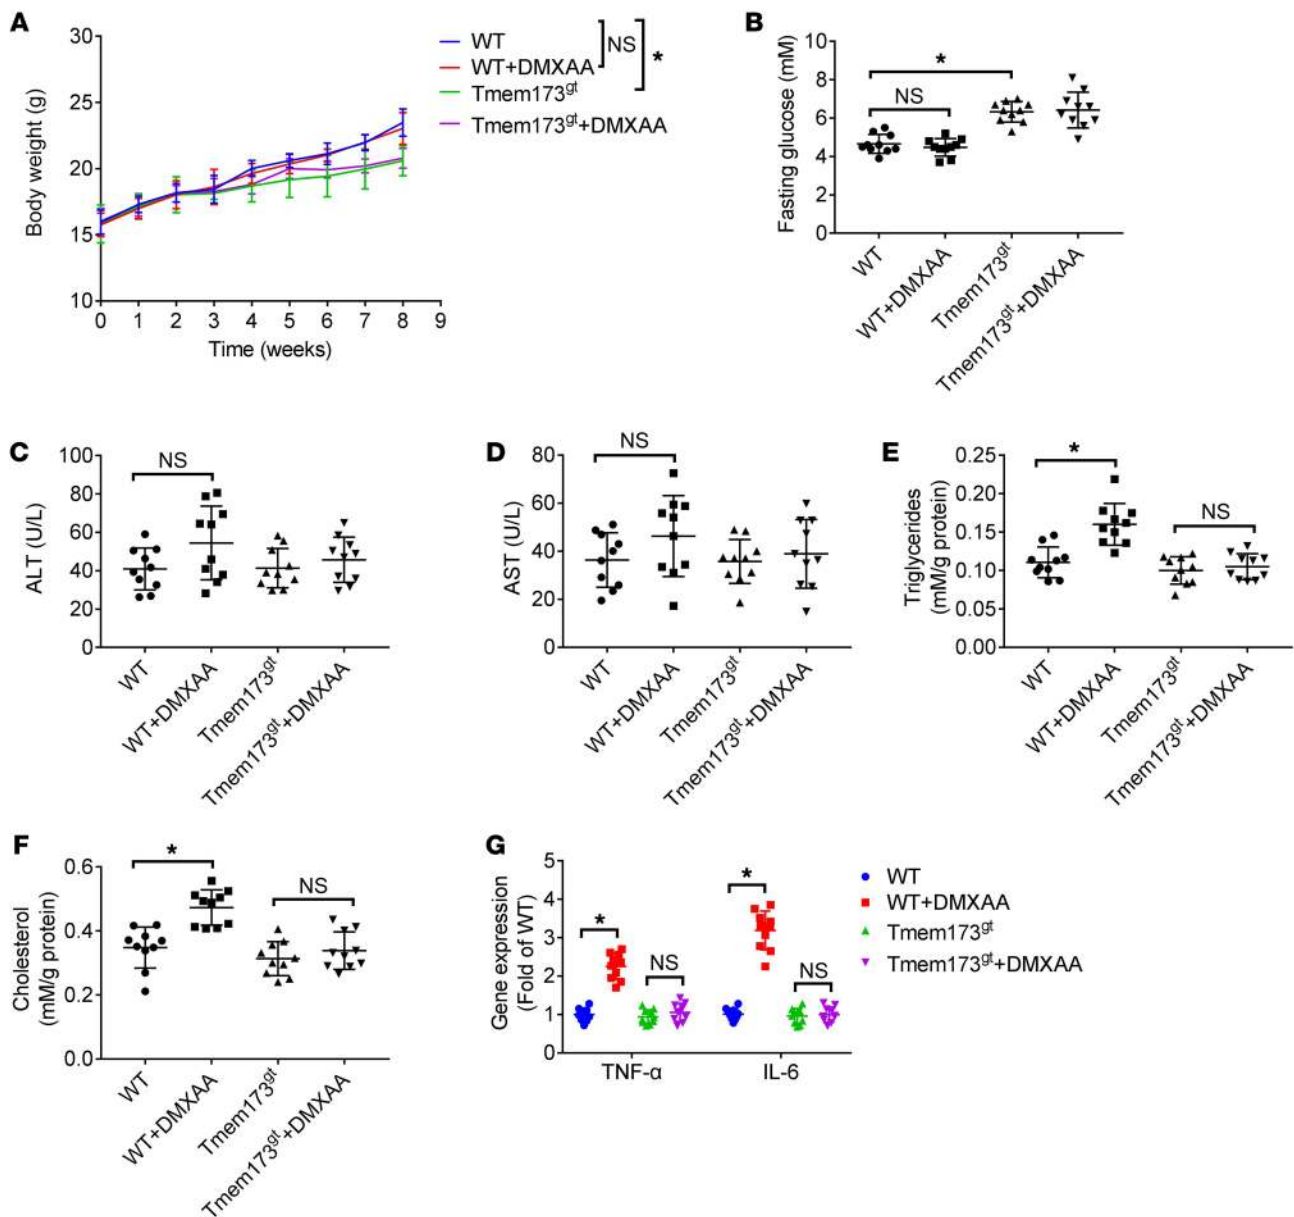 A
Body weight (g)
30
25
20
15
10
0 1 2 3 4 5 6 7 8 9
Time (weeks)
WT
WT+DMXAA
Tmem173gt
Tmem173gt+DMXAA
NS
*
B
Fasting glucose (mM)
10
8
6
4
2
0
*
NS
WT
WT+DMXAA
Tmem173gt
Tmem173gt+DMXAA
C
ALT (U/L)
100
80
60
40
20
0
NS
WT
WT+DMXAA
Tmem173gt
Tmem173gt+DMXAA
D
AST (U/L)
80
60
40
20
0
NS
WT
WT+DMXAA
Tmem173gt
Tmem173gt+DMXAA
E
Triglycerides
(mM/g protein)
0.25
0.20
0.15
0.10
0.05
0.00
*
NS
WT
WT+DMXAA
Tmem173gt
Tmem173gt+DMXAA
F
Cholesterol
(mM/g protein)
0.6
0.4
0.2
0.0
*
NS
WT
WT+DMXAA
Tmem173gt
Tmem173gt+DMXAA
G
Gene expression
(Fold of WT)
5
4
3
2
1
0
*
NS
*
NS
TNF-α IL-6
WT
WT+DMXAA
Tmem173gt
Tmem173gt+DMXAA